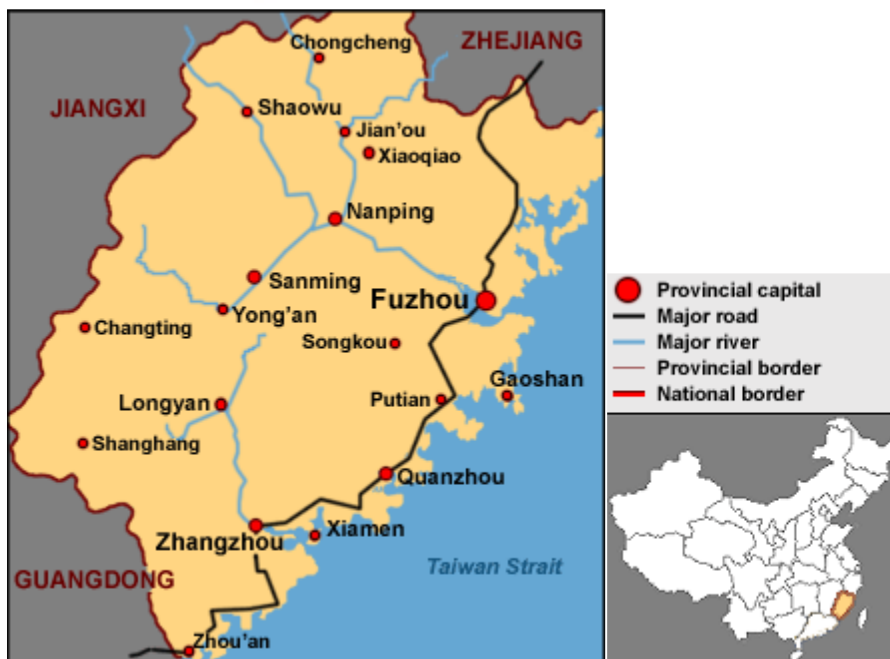 Chongcheng
ZHEJIANG
JIANGXI
Shaowu
Jian'ou
Xiaoqiao
Nanping
Sanming
Fuzhou
Yong'an
Changting
Songkou
Gaoshan
Longyan
Putian
Shanghang
Quanzhou
Xiamen
Zhangzhou
Taiwan Strait
GUANGDONG
Zhou'an
Provincial capital
Major road
Major river
Provincial border
National border